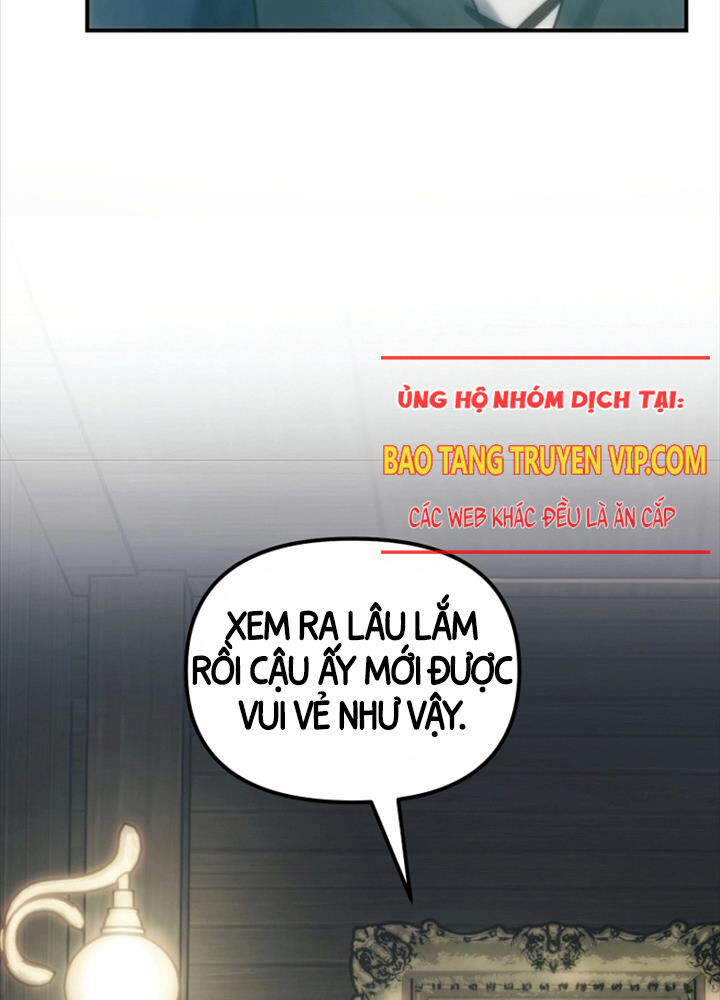 ỦNG HỘ NHÓM DỊCH TẠI:
BAO TANG TRUYEN VIP.COM
CÁC WEB KHÁC ĐỀU LÀ ĂN CẮP
XEM RA LÂU LẮM
RỒI CẬU ẤY MỚI ĐƯỢC
VUI VẺ NHƯ VẬY.